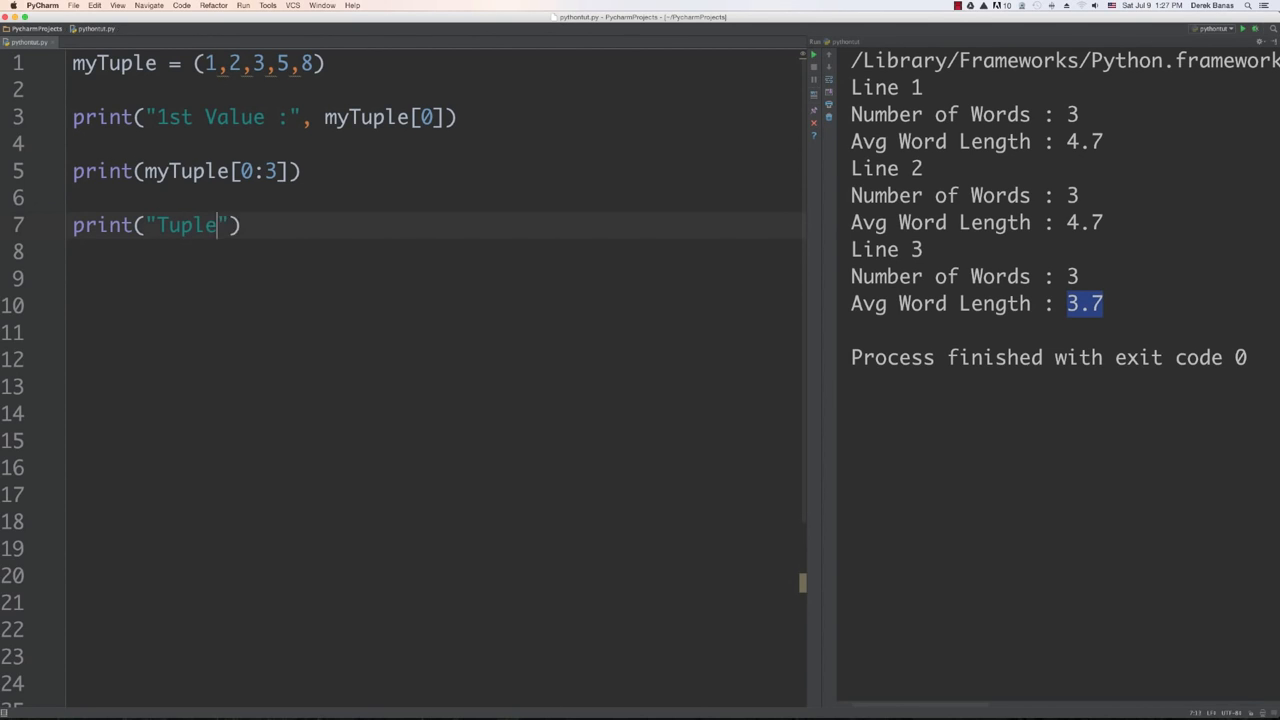 PyCharm File Edit View Navigate Code Refactor Run Tools VCS Window Help
10 Sat Jul 9 1:27 PM Derek Banas
pythontut.py - PycharmProjects - [~/PycharmProjects]
PycharmProjects pythontut.py
pythontut
pythontut.py
Run pythontut
1 myTuple = (1,2,3,5,8)
2
3 print("1st Value :", myTuple[0])
4
5 print(myTuple[0:3])
6
7 print("Tuple")
8
9
10
11
12
13
14
15
16
17
18
19
20
21
22
23
24
/Library/Frameworks/Python.framework
Line 1
Number of Words : 3
Avg Word Length : 4.7
Line 2
Number of Words : 3
Avg Word Length : 4.7
Line 3
Number of Words : 3
Avg Word Length : 3.7
Process finished with exit code 0
7:13 LF≠ UTF-8≠